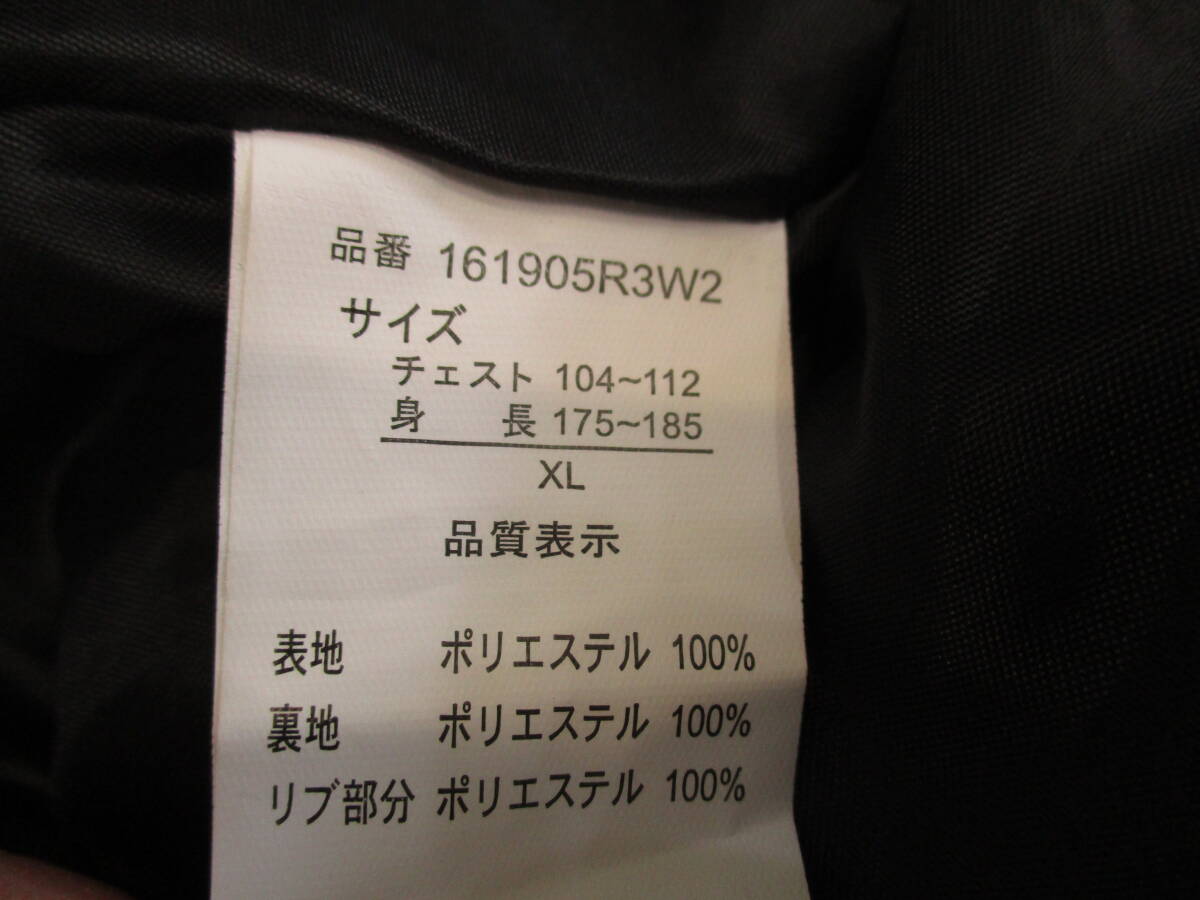 品番 161905R3W2
サイズ
チェスト 104~112
身 長 175~185
XL
品質表示
表地 ポリエステル 100%
裏地 ポリエステル 100%
リブ部分 ポリエステル 100%